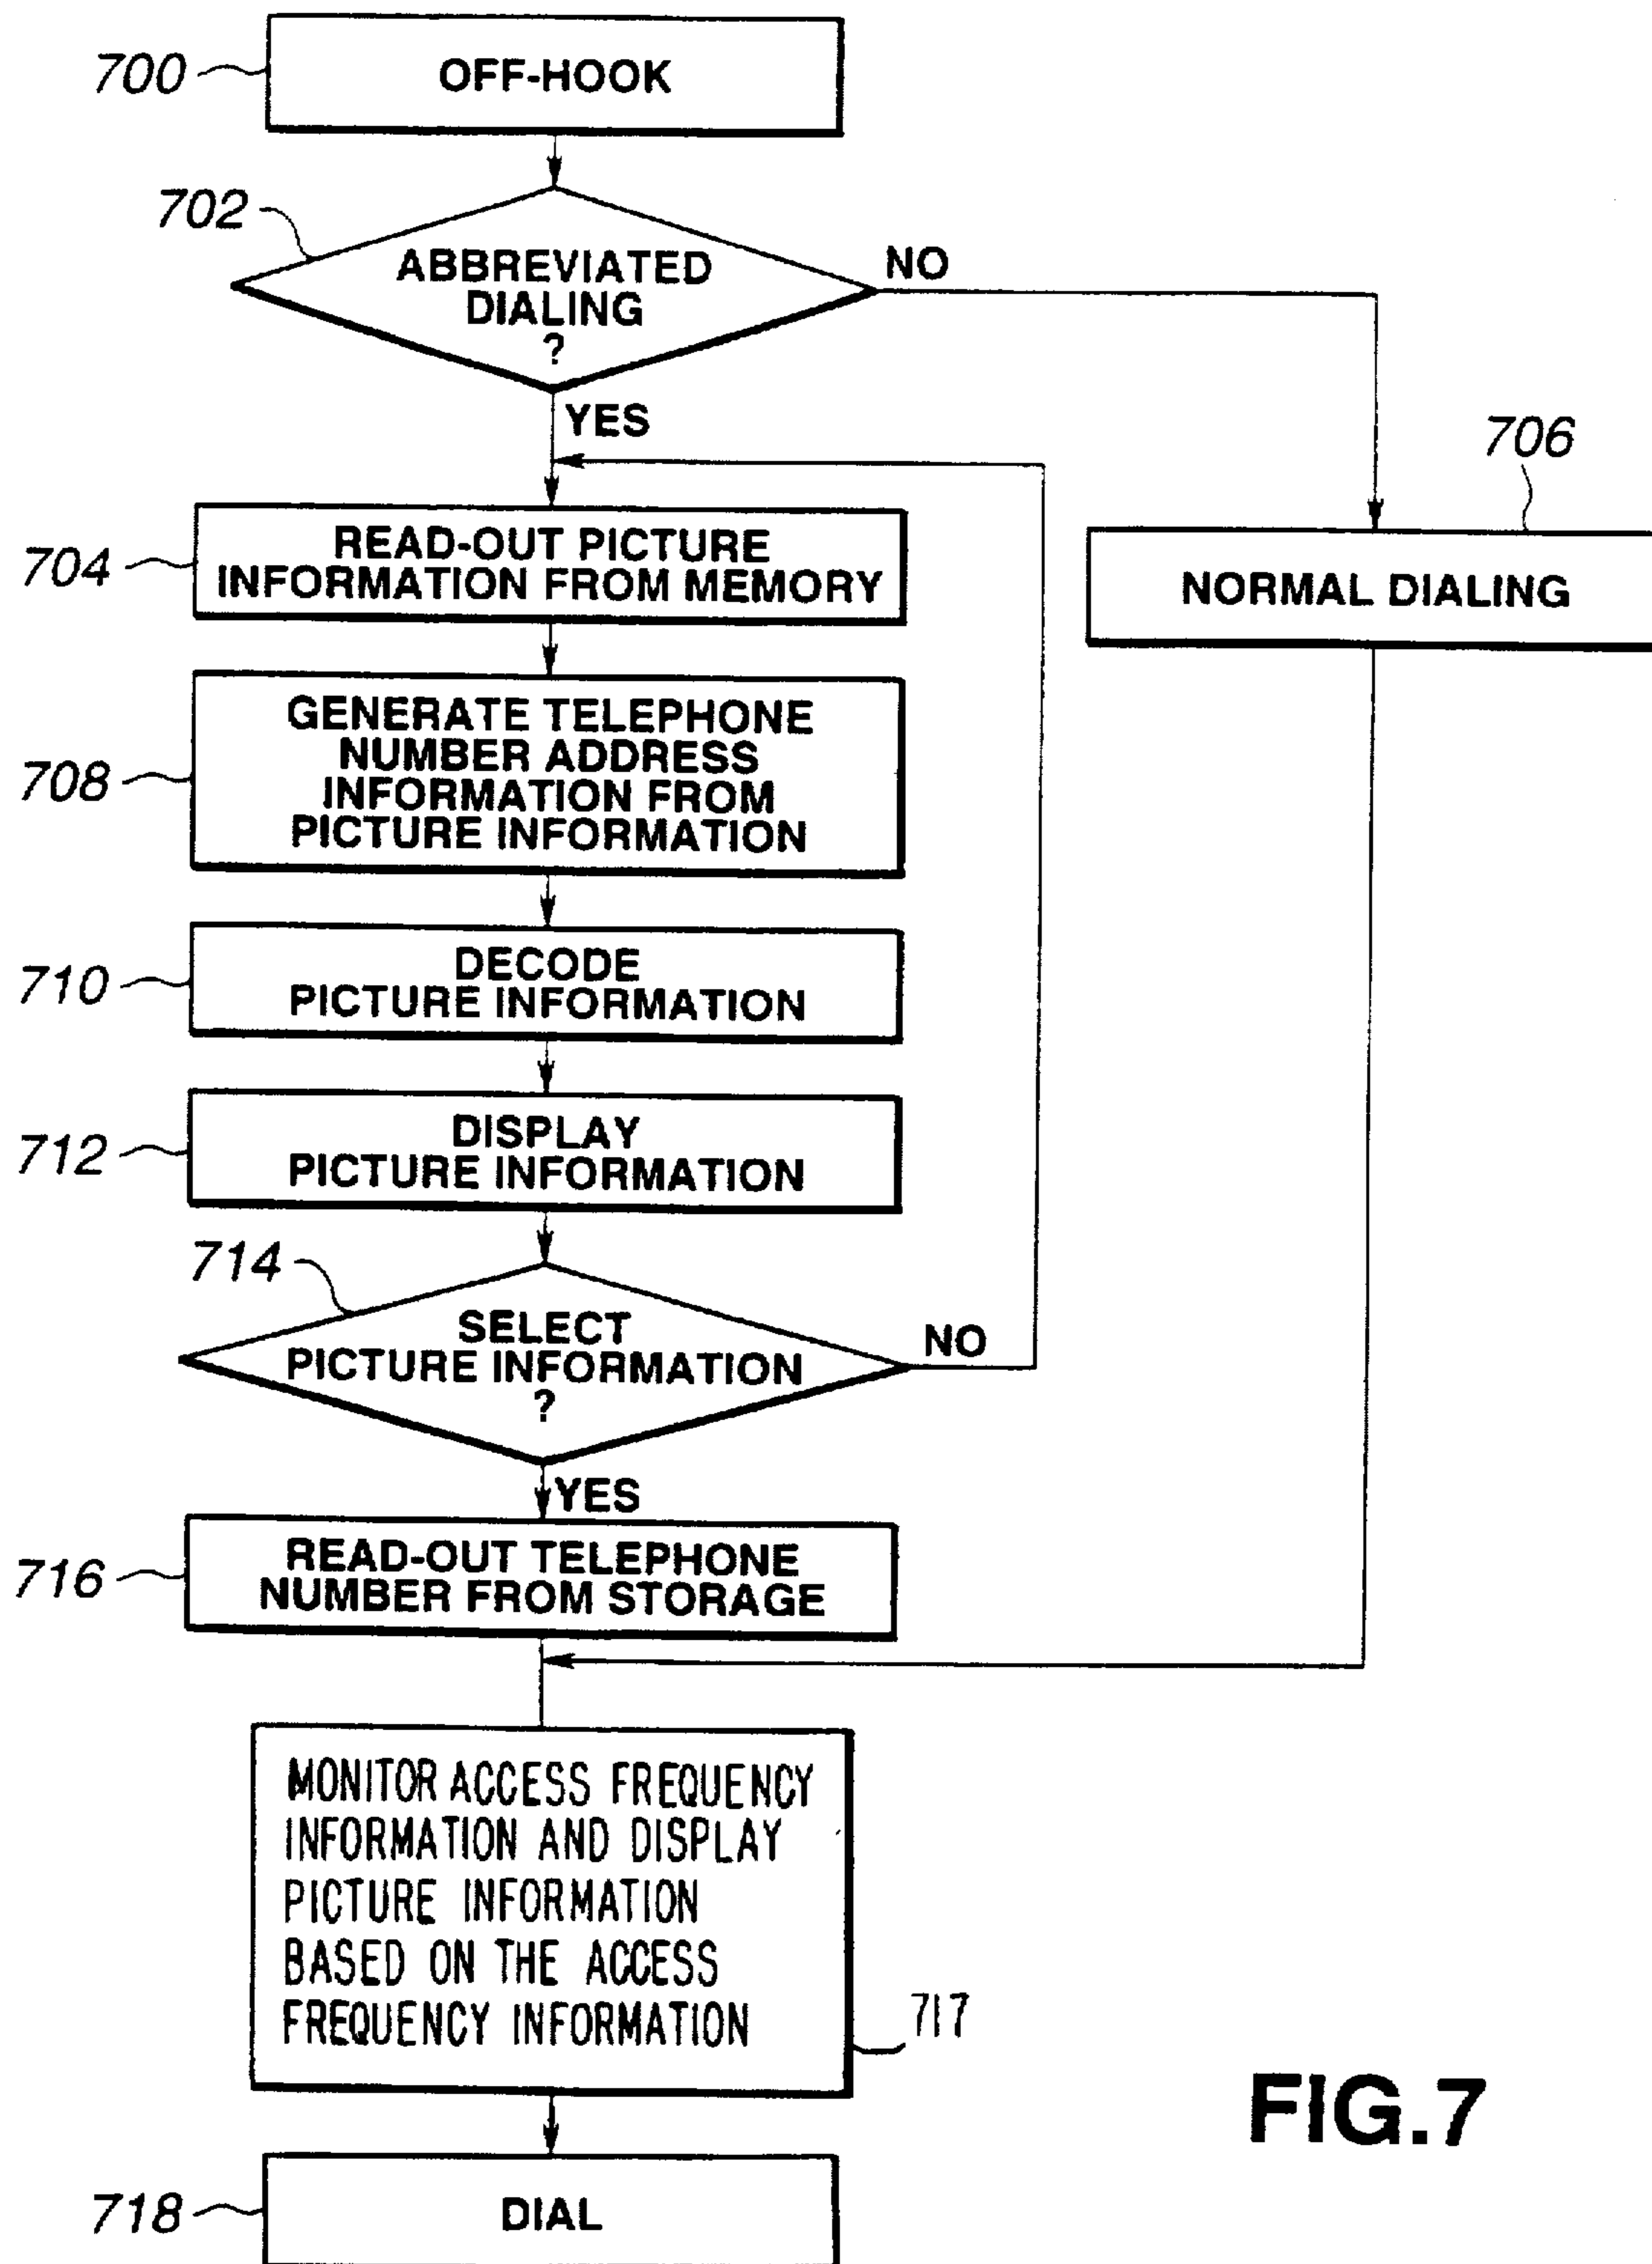 700
OFF-HOOK
702
ABBREVIATED
DIALING
?
NO
YES
706
704
READ-OUT PICTURE
INFORMATION FROM MEMORY
NORMAL DIALING
708
GENERATE TELEPHONE
NUMBER ADDRESS
INFORMATION FROM
PICTURE INFORMATION
710
DECODE
PICTURE INFORMATION
712
DISPLAY
PICTURE INFORMATION
714
SELECT
PICTURE INFORMATION
?
NO
YES
716
READ-OUT TELEPHONE
NUMBER FROM STORAGE
MONITOR ACCESS FREQUENCY
INFORMATION AND DISPLAY
PICTURE INFORMATION
BASED ON THE ACCESS
FREQUENCY INFORMATION
717
718
DIAL
FIG.7